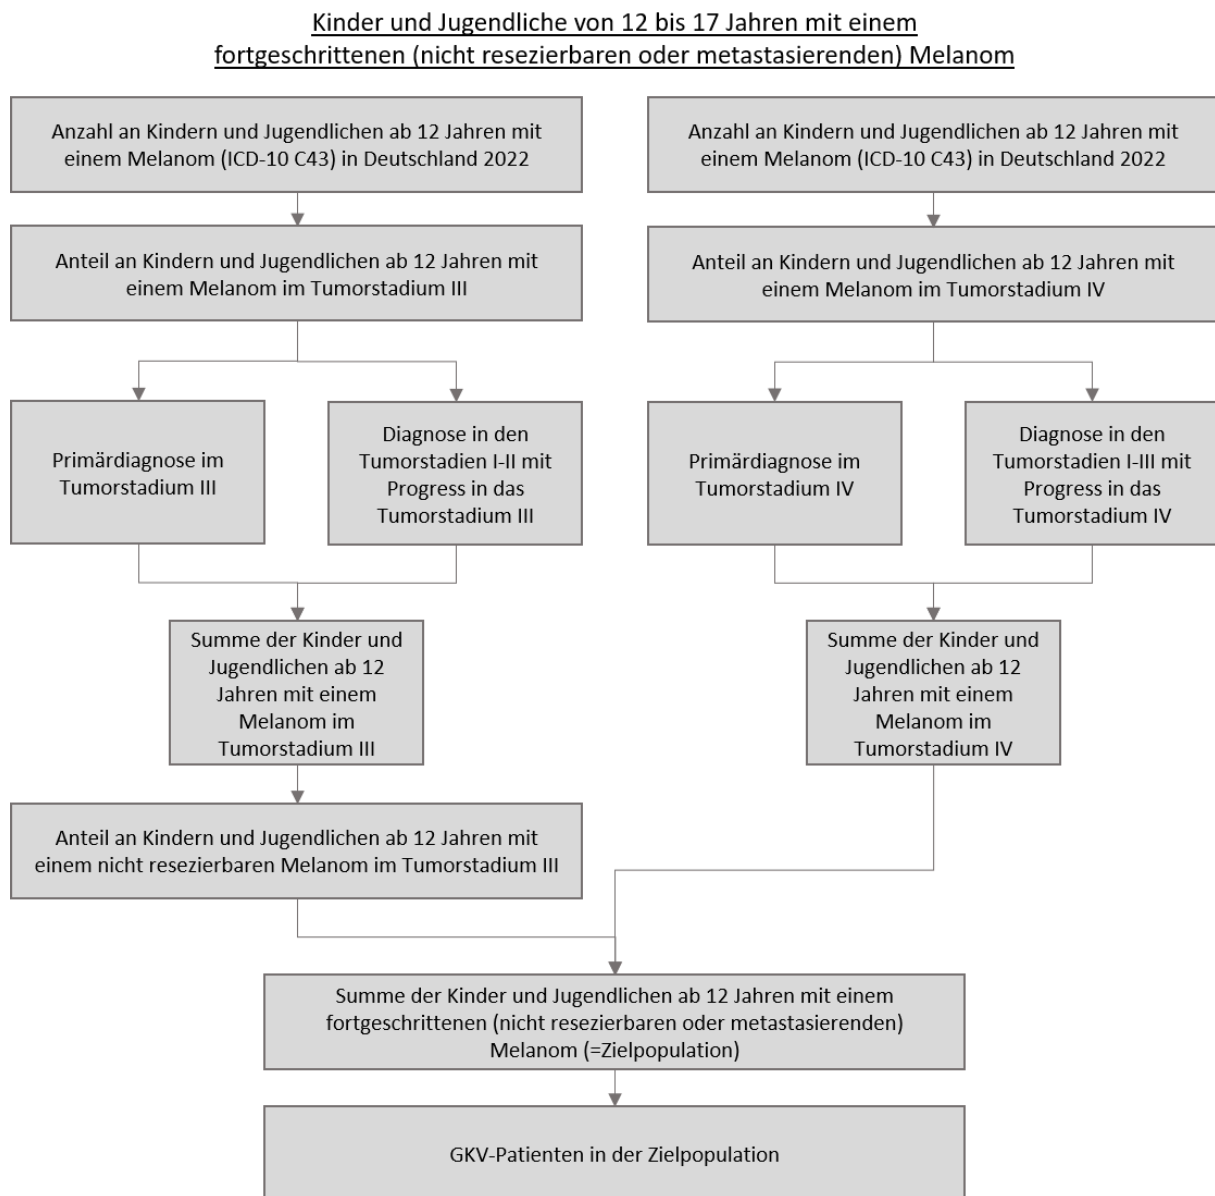 Kinder und Jugendliche von 12 bis 17 Jahren mit einem
fortgeschrittenen (nicht resezierbaren oder metastasierenden) Melanom
Anzahl an Kindern und Jugendlichen ab 12 Jahren mit
einem Melanom (ICD-10 C43) in Deutschland 2022
Anzahl an Kindern und Jugendlichen ab 12 Jahren mit
einem Melanom (ICD-10 C43) in Deutschland 2022
Anteil an Kindern und Jugendlichen ab 12 Jahren mit
einem Melanom im Tumorstadium III
Anteil an Kindern und Jugendlichen ab 12 Jahren mit
einem Melanom im Tumorstadium IV
Primärdiagnose im
Tumorstadium III
Diagnose in den
Tumorstadien I-II mit
Progress in das
Tumorstadium III
Primärdiagnose im
Tumorstadium IV
Diagnose in den
Tumorstadien I-III mit
Progress in das
Tumorstadium IV
Summe der Kinder und
Jugendlichen ab 12
Jahren mit einem
Melanom im
Tumorstadium III
Summe der Kinder und
Jugendlichen ab 12
Jahren mit einem
Melanom im
Tumorstadium IV
Anteil an Kindern und Jugendlichen ab 12 Jahren mit
einem nicht resezierbaren Melanom im Tumorstadium III
Summe der Kinder und Jugendlichen ab 12 Jahren mit einem
fortgeschrittenen (nicht resezierbaren oder metastasierenden)
Melanom (=Zielpopulation)
GKV-Patienten in der Zielpopulation